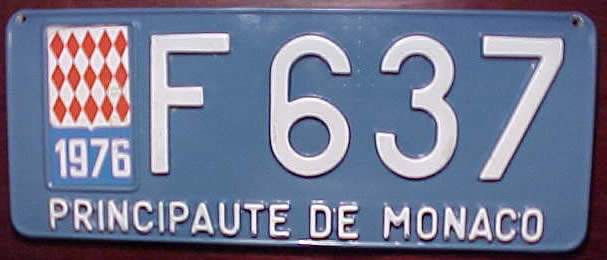 F 637
1976
PRINCIPAUTE DE MONACO